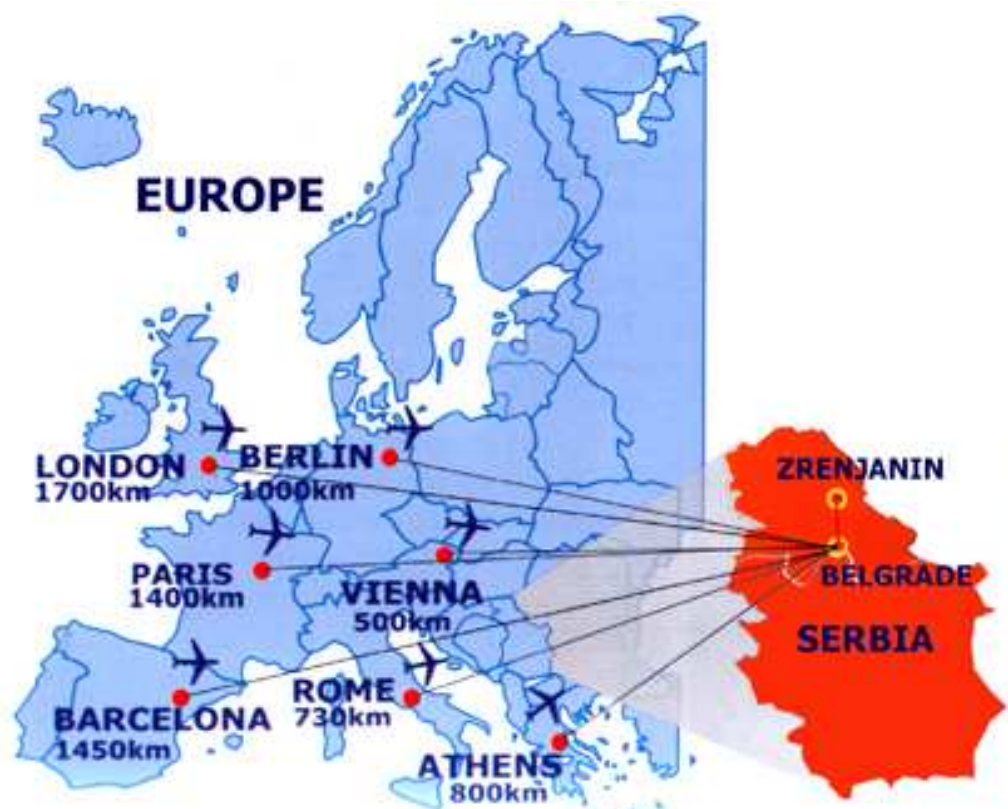 EUROPE
LONDON
1700km
BERLIN
1000km
ZRENJANIN
PARIS
1400km
VIENNA
500km
BELGRADE
SERBIA
BARCELONA
1450km
ROME
730km
ATHENS
800km